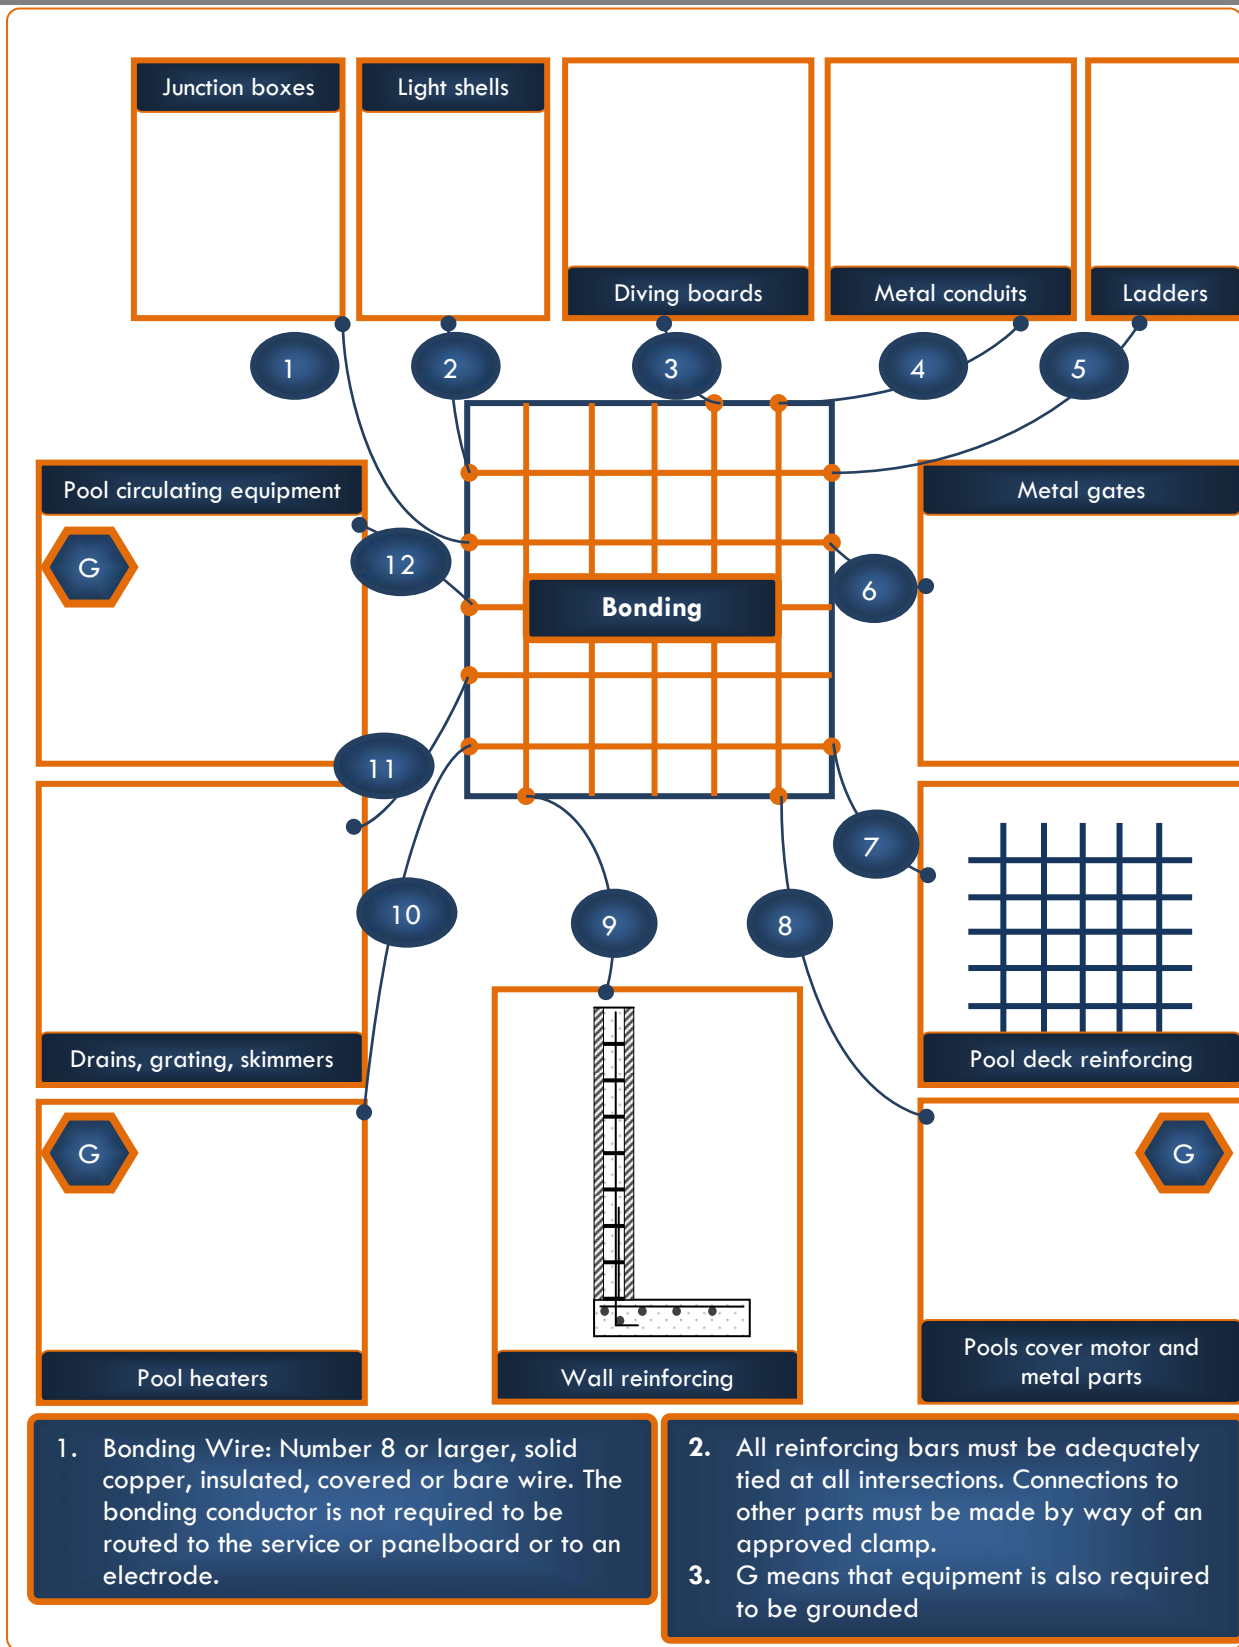 Junction boxes
Light shells
Diving boards
Metal conduits
Ladders
1
2
3
4
5
Pool circulating equipment
G
12
Bonding
Metal gates
6
11
7
10
9
8
Drains, grating, skimmers
Pool deck reinforcing
G
G
Pool heaters
Wall reinforcing
Pools cover motor and
metal parts
1. Bonding Wire: Number 8 or larger, solid
copper, insulated, covered or bare wire. The
bonding conductor is not required to be
routed to the service or panelboard or to an
electrode.
2. All reinforcing bars must be adequately
tied at all intersections. Connections to
other parts must be made by way of an
approved clamp.
3. G means that equipment is also required
to be grounded